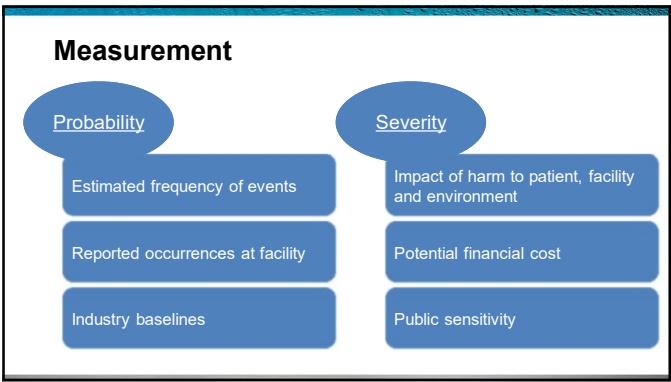 Measurement
Probability
Estimated frequency of events
Reported occurrences at facility
Industry baselines
Severity
Impact of harm to patient, facility
and environment
Potential financial cost
Public sensitivity